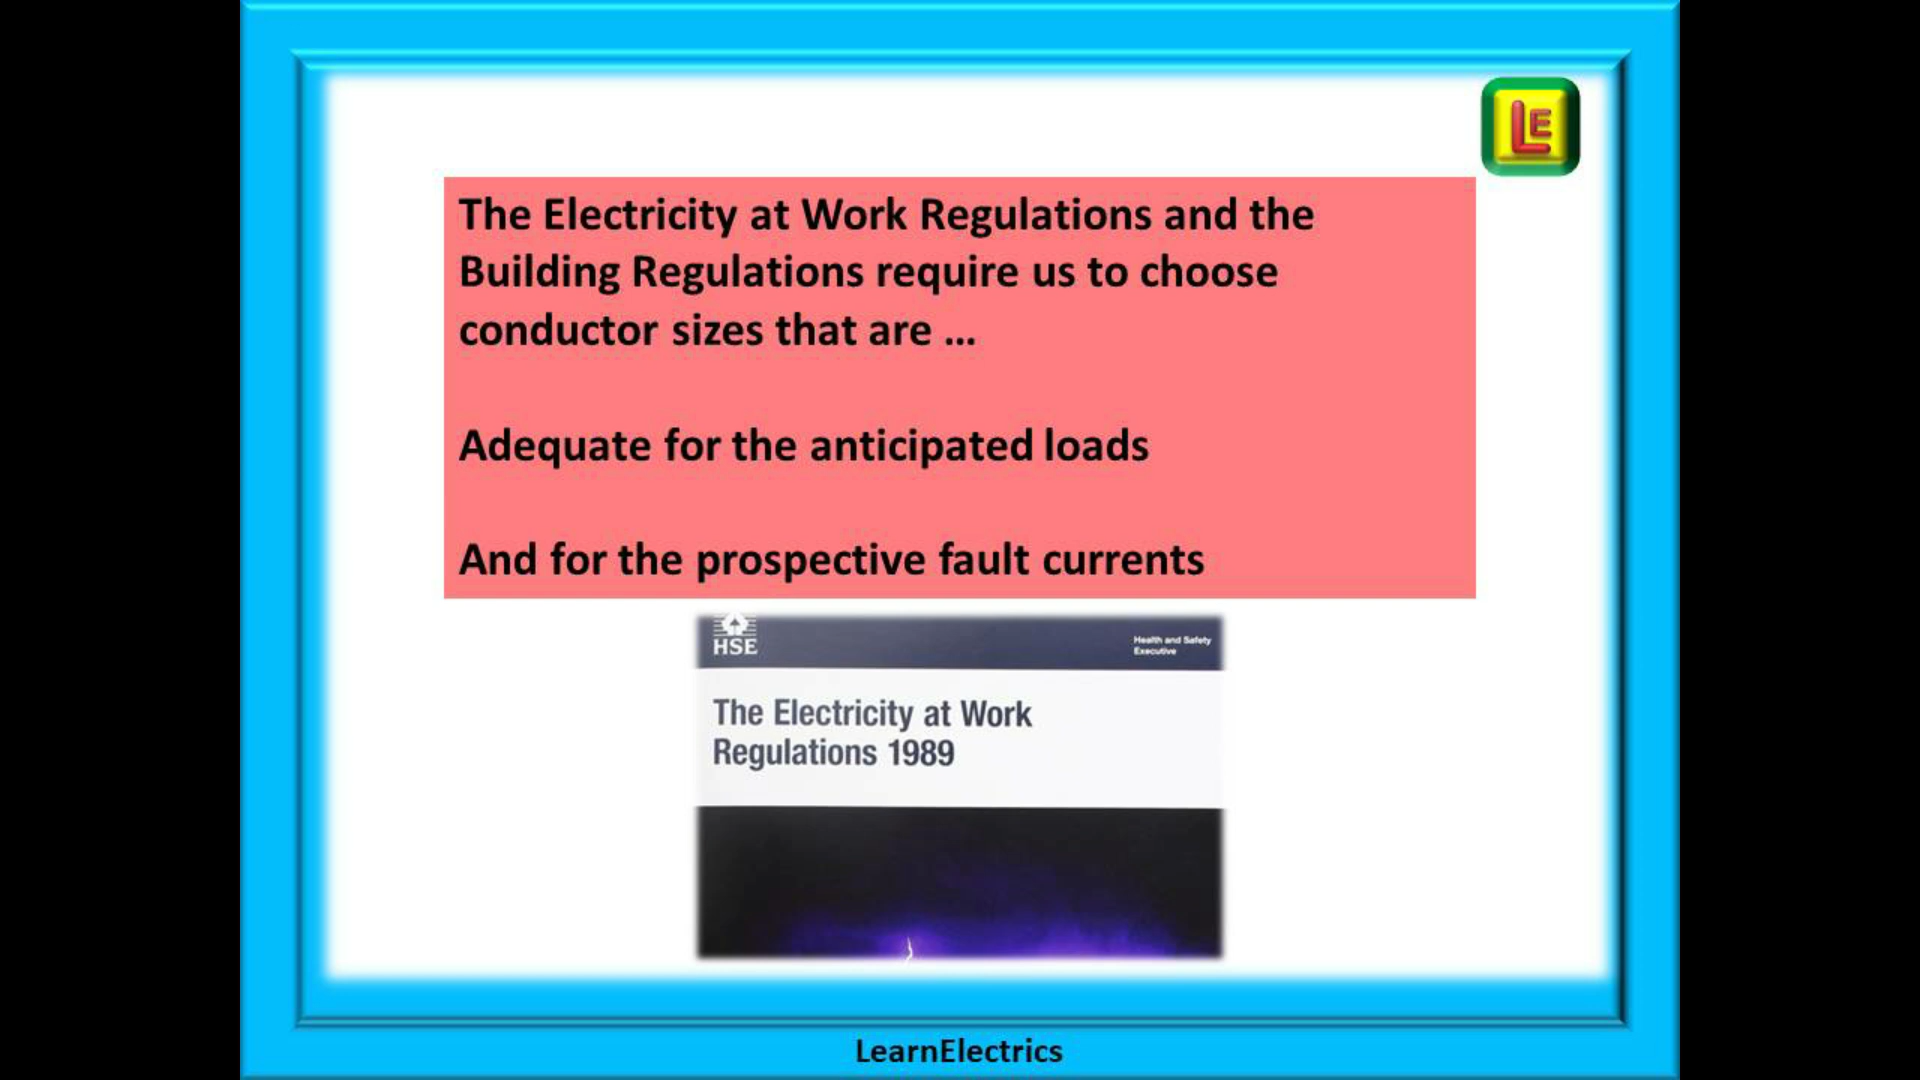 LE
The Electricity at Work Regulations and the
Building Regulations require us to choose
conductor sizes that are ...
Adequate for the anticipated loads
And for the prospective fault currents
HSE
Health and Safety
Executive
The Electricity at Work
Regulations 1989
LearnElectrics